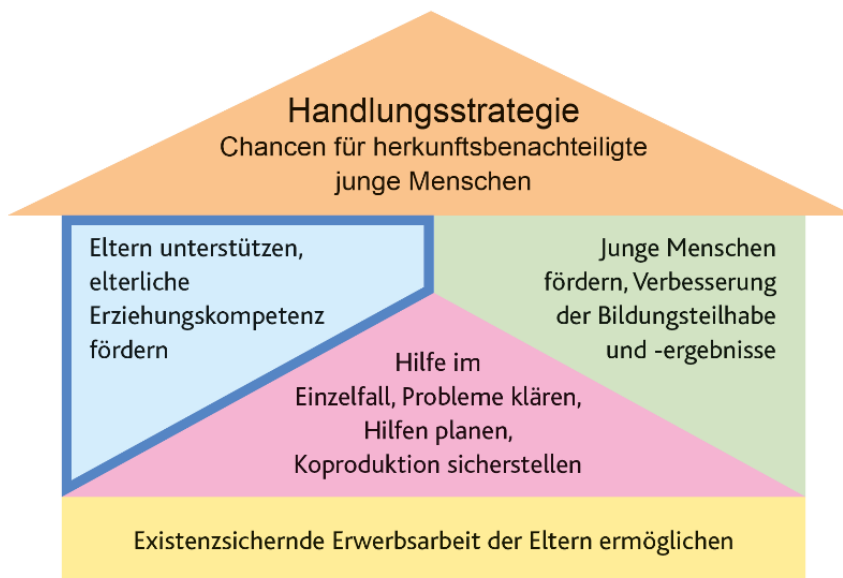 Handlungsstrategie
Chancen für herkunftsbenachteiligte
junge Menschen
Eltern unterstützen,
elterliche
Erziehungskompetenz
fördern
Junge Menschen
fördern, Verbesserung
der Bildungsteilhabe
und -ergebnisse
Hilfe im
Einzelfall, Probleme klären,
Hilfen planen,
Koproduktion sicherstellen
Existenzsichernde Erwerbsarbeit der Eltern ermöglichen